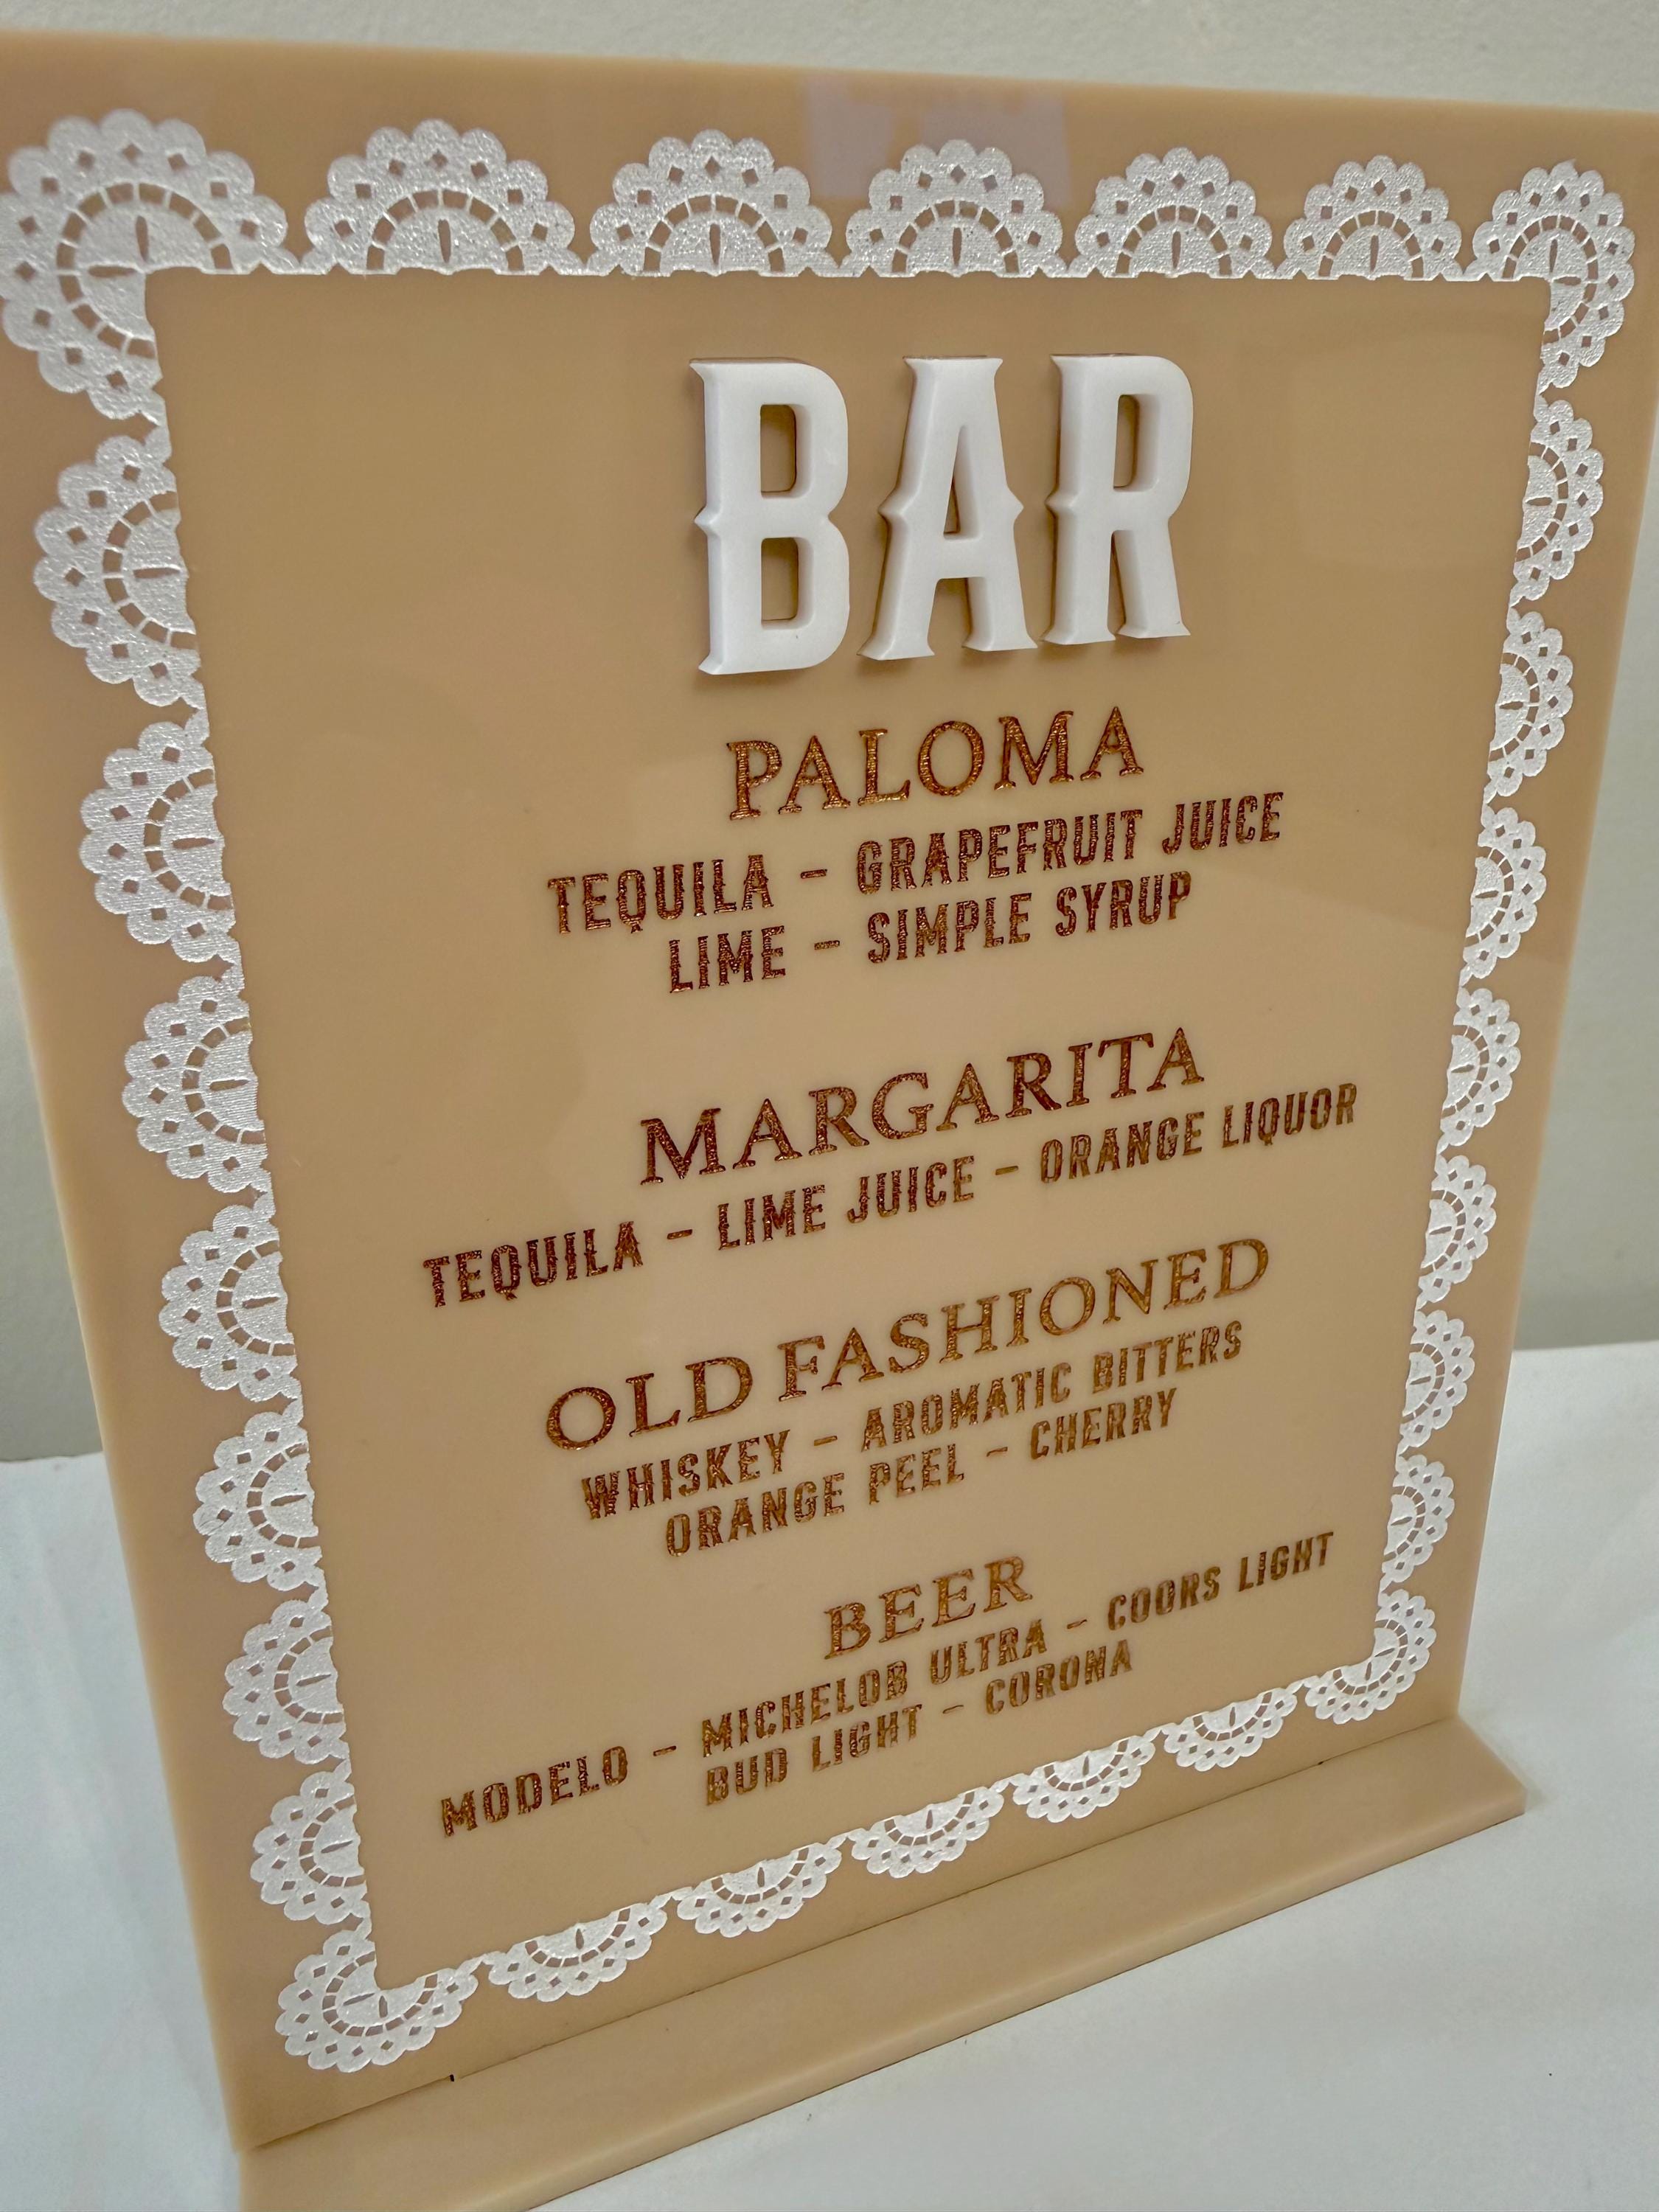 BAR
PALOMA
TEQUILA - GRAPEFRUIT JUICE
LIME - SIMPLE SYRUP
MARGARITA
TEQUILA - LIME JUICE - ORANGE LIQUOR
OLD FASHIONED
WHISKEY - AROMATIC BITTERS
ORANGE PEEL - CHERRY
BEER
MODELO - MICHELOB ULTRA - COORS LIGHT
BUD LIGHT - CORONA